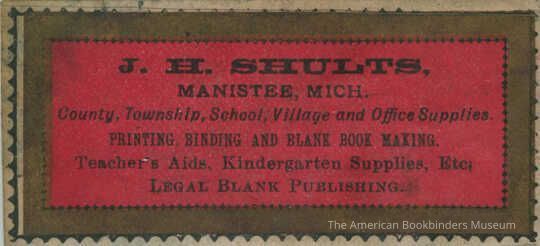 J. H. SHULTS,
MANISTEE, MICH.
County, Township, School, Village and Office Supplies.
PRINTING, BINDING AND BLANK BOOK MAKING.
Teacher's Aids, Kindergarten Supplies, Etc,
LEGAL BLANK PUBLISHING.
The American Bookbinders Museum